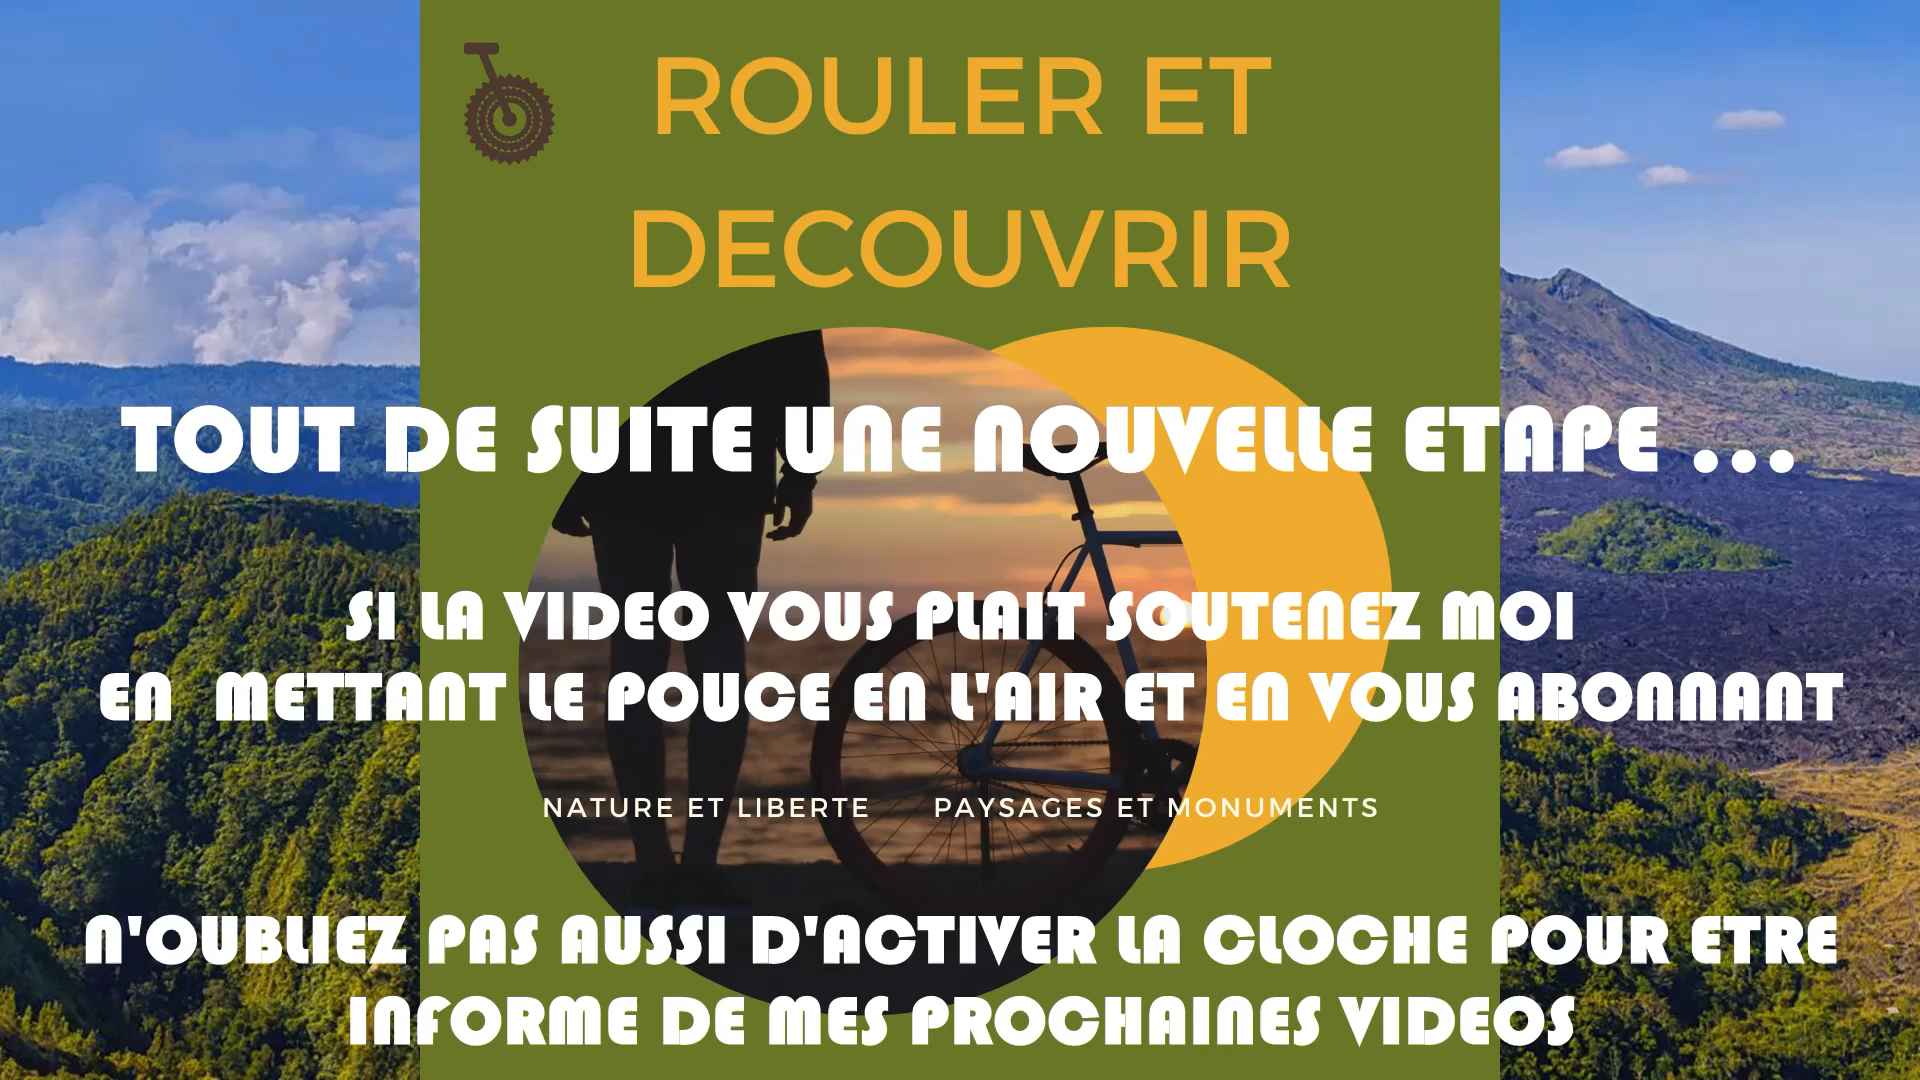 ROULER ET
DECOUVRIR
TOUT DE SUITE UNE NOUVELLE ETAPE ...
SI LA VIDEO VOUS PLAIT SOUTENEZ MOI
EN METTANT LE POUCE EN L'AIR ET EN VOUS ABONNANT
NATURE ET LIBERTE PAYSAGES ET MONUMENTS
N'OUBLIEZ PAS AUSSI D'ACTIVER LA CLOCHE POUR ETRE
INFORME DE MES PROCHAINES VIDEOS